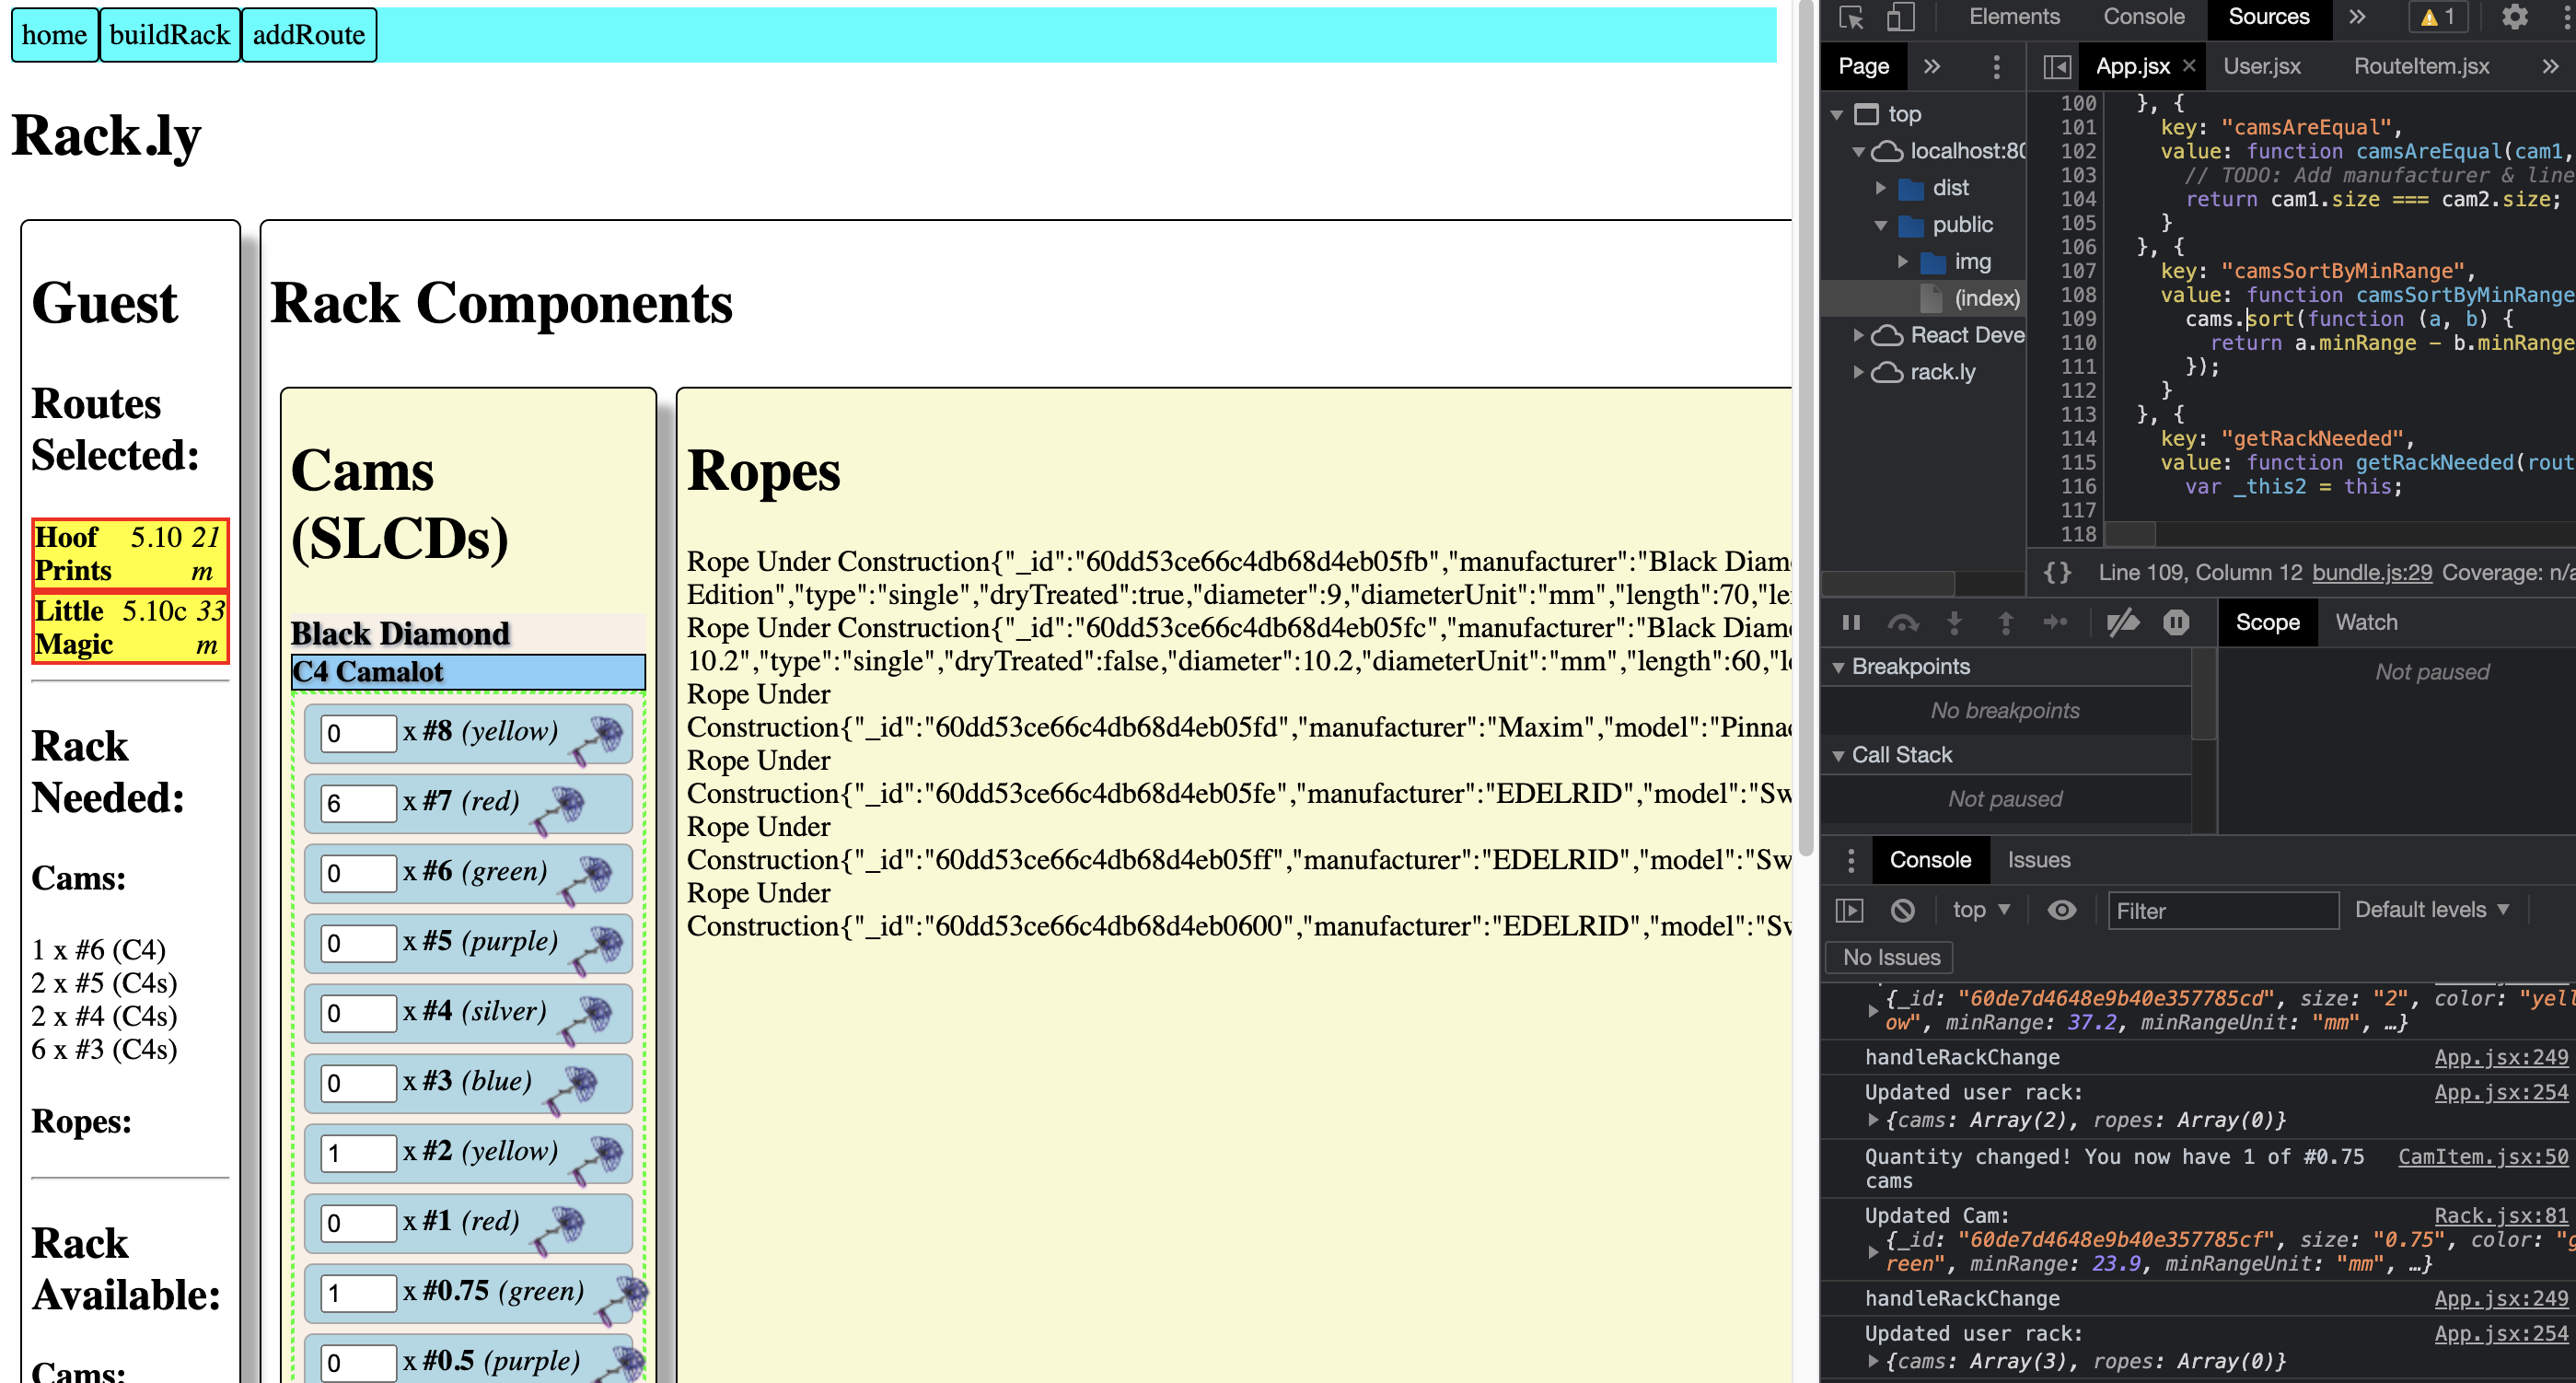 home buildRack addRoute
Rack.ly
Guest
Routes
Selected:
Hoof Prints 5.10 21 m
Little Magic 5.10c 33 m
Rack
Needed:
Cams:
1 x #6 (C4)
2 x #5 (C4s)
2 x #4 (C4s)
6 x #3 (C4s)
Ropes:
Rack
Available:
Cams:
Rack Components
Cams
(SLCDs)
Black Diamond
C4 Camalot
0 x #8 (yellow)
6 x #7 (red)
0 x #6 (green)
0 x #5 (purple)
0 x #4 (silver)
0 x #3 (blue)
1 x #2 (yellow)
0 x #1 (red)
1 x #0.75 (green)
0 x #0.5 (purple)
Ropes
Rope Under Construction{"_id":"60dd53ce66c4db68d4eb05fb","manufacturer":"Black Diam
Edition","type":"single","dryTreated":true,"diameter":9,"diameterUnit":"mm","length":70,"le
Rope Under Construction{"_id":"60dd53ce66c4db68d4eb05fc","manufacturer":"Black Diam
10.2","type":"single","dryTreated":false,"diameter":10.2,"diameterUnit":"mm","length":60,"l
Rope Under
Construction{"_id":"60dd53ce66c4db68d4eb05fd","manufacturer":"Maxim","model":"Pinna
Rope Under
Construction{"_id":"60dd53ce66c4db68d4eb05fe","manufacturer":"EDELRID","model":"Sw
Rope Under
Construction{"_id":"60dd53ce66c4db68d4eb05ff","manufacturer":"EDELRID","model":"Sw
Rope Under
Construction{"_id":"60dd53ce66c4db68d4eb0600","manufacturer":"EDELRID","model":"Sw
Elements Console Sources 1
Page App.jsx User.jsx RouteItem.jsx
top
localhost:80
dist
public
img
(index)
React Deve
rack.ly
100 }, {
101 key: "camsAreEqual",
102 value: function camsAreEqual(cam1,
103 // TODO: Add manufacturer & line
104 return cam1.size === cam2.size;
105 }
106 }, {
107 key: "camsSortByMinRange",
108 value: function camsSortByMinRange
109 cams.sort(function (a, b) {
110 return a.minRange - b.minRange
111 });
112 }
113 }, {
114 key: "getRackNeeded",
115 value: function getRackNeeded(rout
116 var _this2 = this;
117
118
{} Line 109, Column 12 bundle.js:29 Coverage: n/a
Scope Watch
Breakpoints
No breakpoints
Call Stack
Not paused
Not paused
Console Issues
top Filter Default levels
No Issues
{_id: "60de7d4648e9b40e357785cd", size: "2", color: "yell
ow", minRange: 37.2, minRangeUnit: "mm", …}
handleRackChange App.jsx:249
Updated user rack: App.jsx:254
{cams: Array(2), ropes: Array(0)}
Quantity changed! You now have 1 of #0.75 CamItem.jsx:50
cams
Updated Cam: Rack.jsx:81
{_id: "60de7d4648e9b40e357785cf", size: "0.75", color: "g
reen", minRange: 23.9, minRangeUnit: "mm", …}
handleRackChange App.jsx:249
Updated user rack: App.jsx:254
{cams: Array(3), ropes: Array(0)}